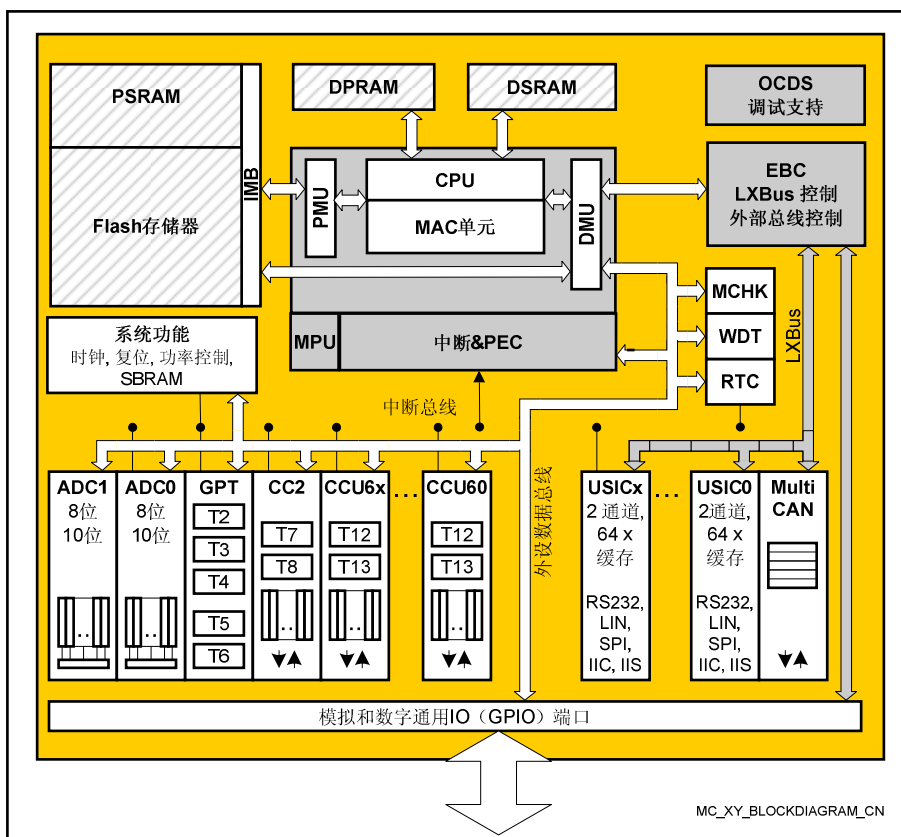 PSRAM
Flash存储器
IMB
DPRAM
DSRAM
OCDS
调试支持
PMU
CPU
MAC单元
DMU
EBC
LXBus 控制
外部总线控制
MPU
中断&PEC
MCHK
WDT
RTC
LXBus
系统功能
时钟, 复位, 功率控制,
SBRAM
中断总线
外设数据总线
ADC1
8位
10位
ADC0
8位
10位
GPT
T2
T3
T4
T5
T6
CC2
T7
T8
CCU6x
T12
T13
...
CCU60
T12
T13
USICx
2 通道,
64 x
缓存
RS232,
LIN,
SPI,
IIC, IIS
...
USIC0
2通道,
64 x
缓存
RS232,
LIN,
SPI,
IIC, IIS
Multi
CAN
模拟和数字通用IO（GPIO）端口
MC_XY_BLOCKDIAGRAM_CN